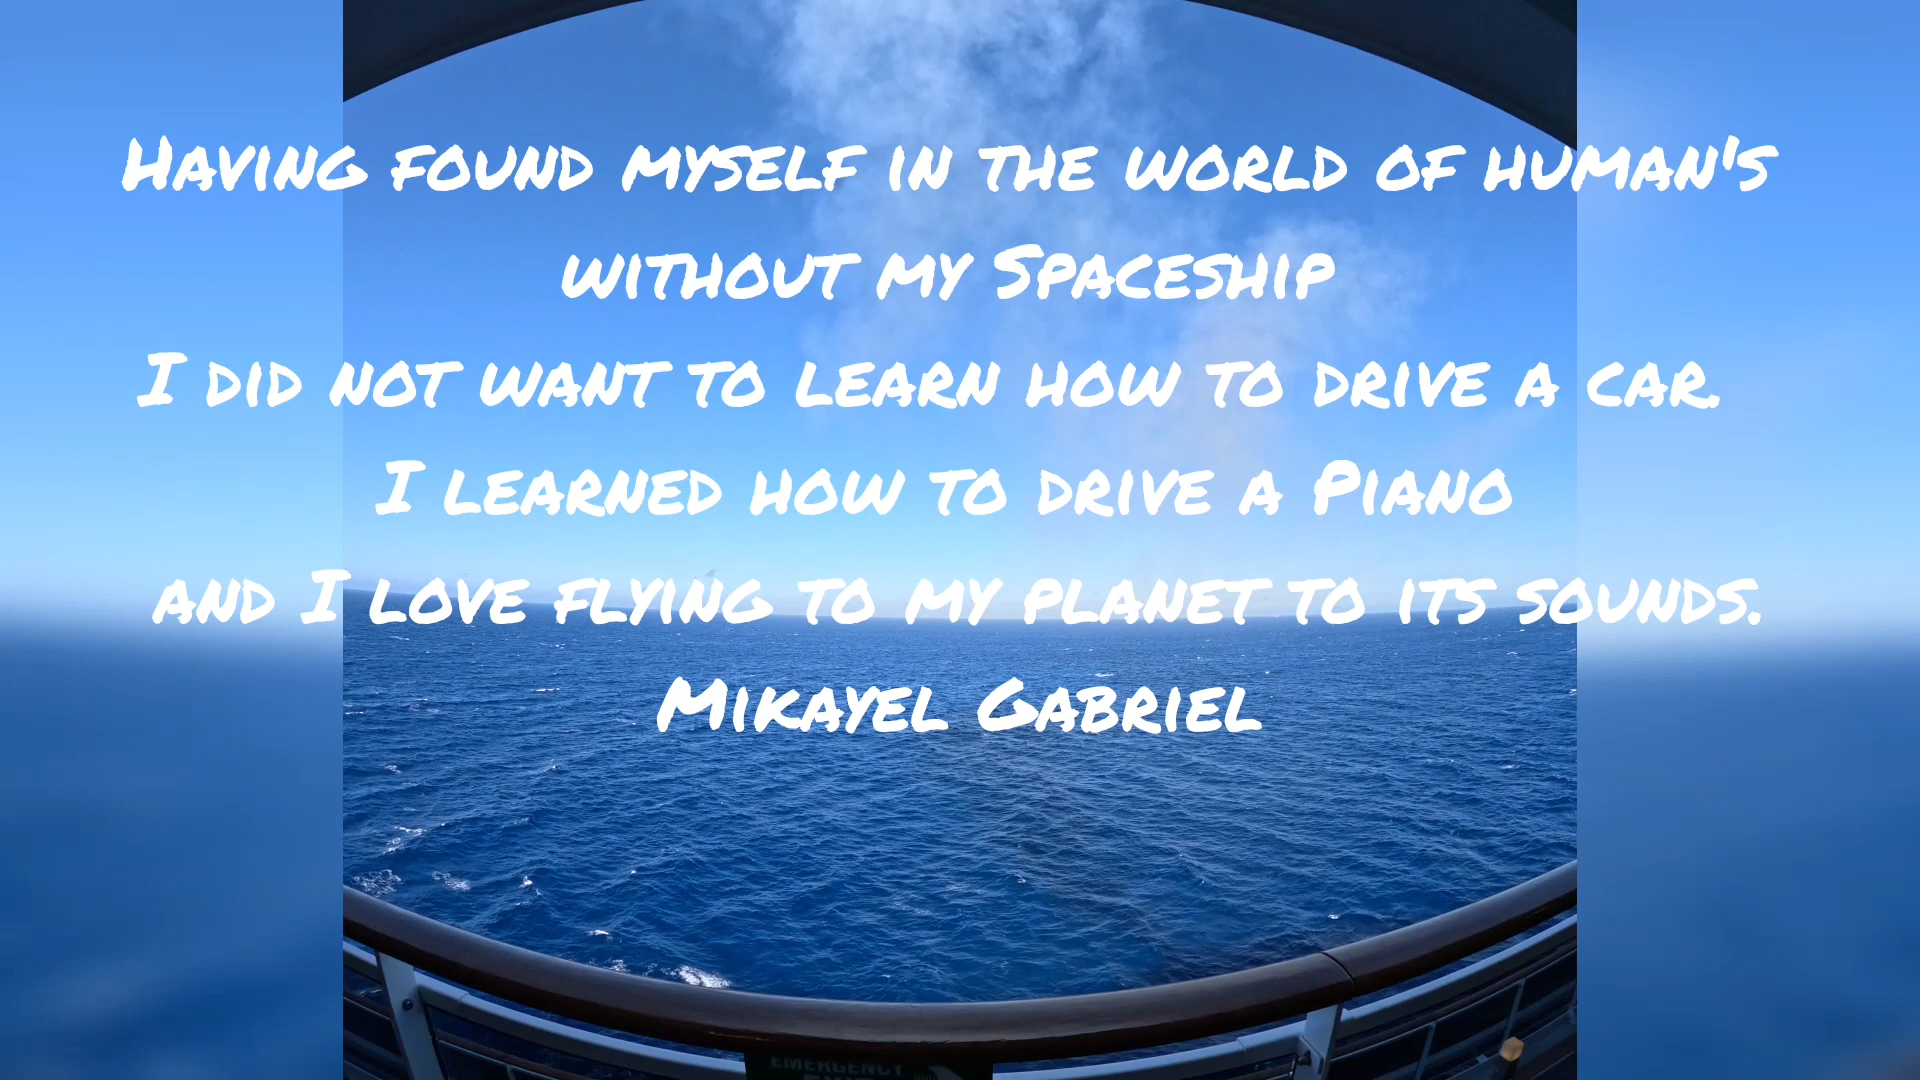 Having found myself in the world of human's
without my Spaceship
I did not want to learn how to drive a car.
I learned how to drive a Piano
and I love flying to my planet to its sounds.
Mikayel Gabriel
EMERGENCY